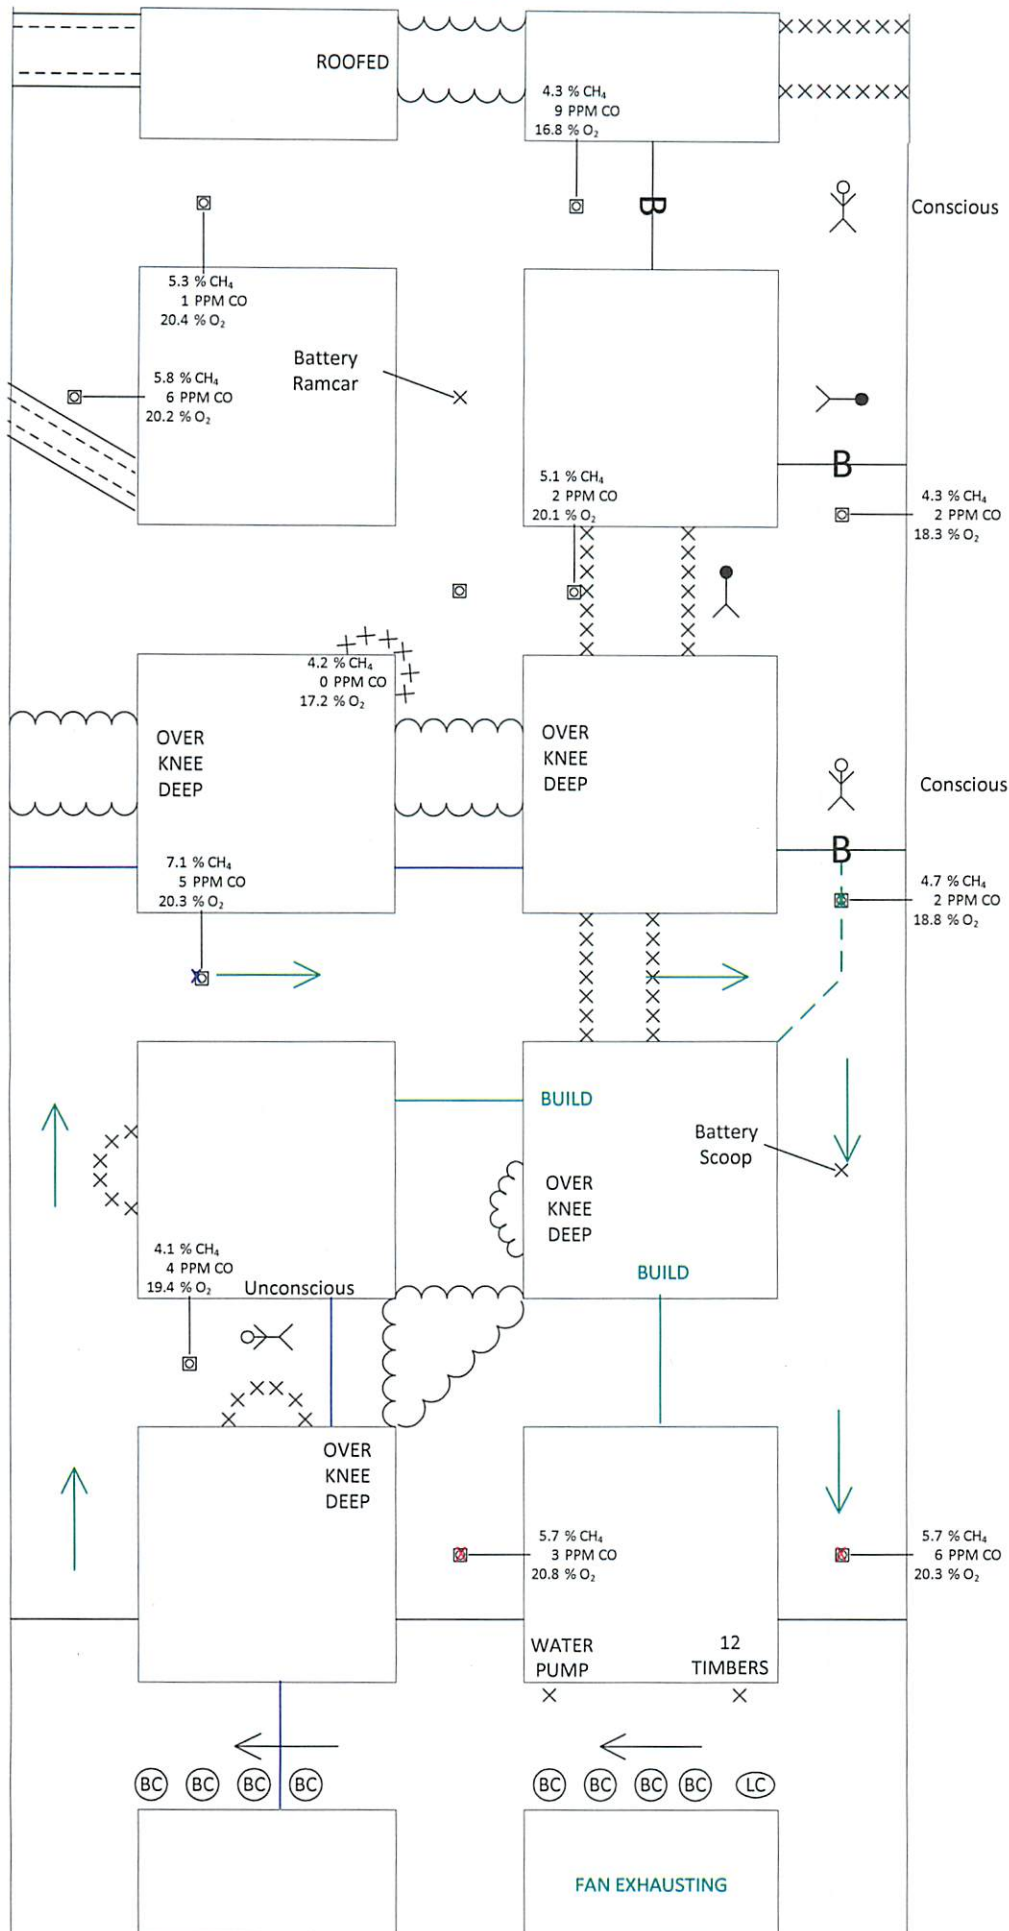 ROOFED
4.3 % CH₄
9 PPM CO
16.8 % O₂
B
Conscious
5.3 % CH₄
1 PPM CO
20.4 % O₂
Battery
Ramcar
5.8 % CH₄
6 PPM CO
20.2 % O₂
B
5.1 % CH₄
2 PPM CO
20.1 % O₂
4.3 % CH₄
2 PPM CO
18.3 % O₂
4.2 % CH₄
0 PPM CO
17.2 % O₂
OVER
KNEE
DEEP
OVER
KNEE
DEEP
Conscious
B
7.1 % CH₄
5 PPM CO
20.3 % O₂
4.7 % CH₄
2 PPM CO
18.8 % O₂
BUILD
Battery
Scoop
OVER
KNEE
DEEP
4.1 % CH₄
4 PPM CO
19.4 % O₂
Unconscious
BUILD
OVER
KNEE
DEEP
5.7 % CH₄
3 PPM CO
20.8 % O₂
5.7 % CH₄
6 PPM CO
20.3 % O₂
WATER
PUMP
12
TIMBERS
BC BC BC BC
BC BC BC BC LC
FAN EXHAUSTING